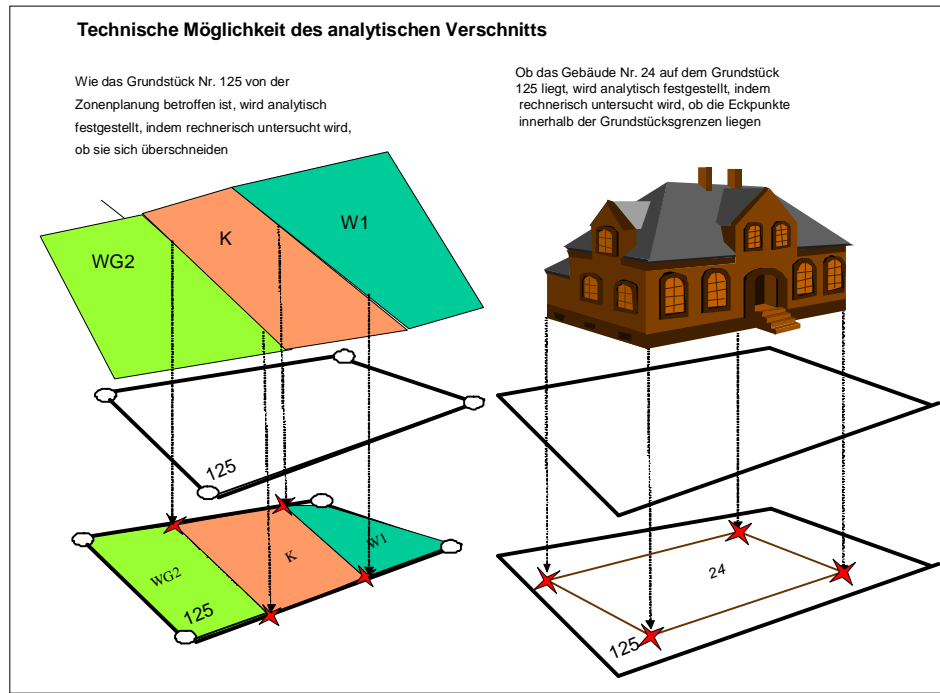 Technische Möglichkeit des analytischen Verschnitts
Wie das Grundstück Nr. 125 von der
Zonenplanung betroffen ist, wird analytisch
festgestellt, indem rechnerisch untersucht wird,
ob sie sich überschneiden
Ob das Gebäude Nr. 24 auf dem Grundstück
125 liegt, wird analytisch festgestellt, indem
rechnerisch untersucht wird, ob die Eckpunkte
innerhalb der Grundstücksgrenzen liegen
WG2
K
W1
125
WG2
K
W1
125
24
125